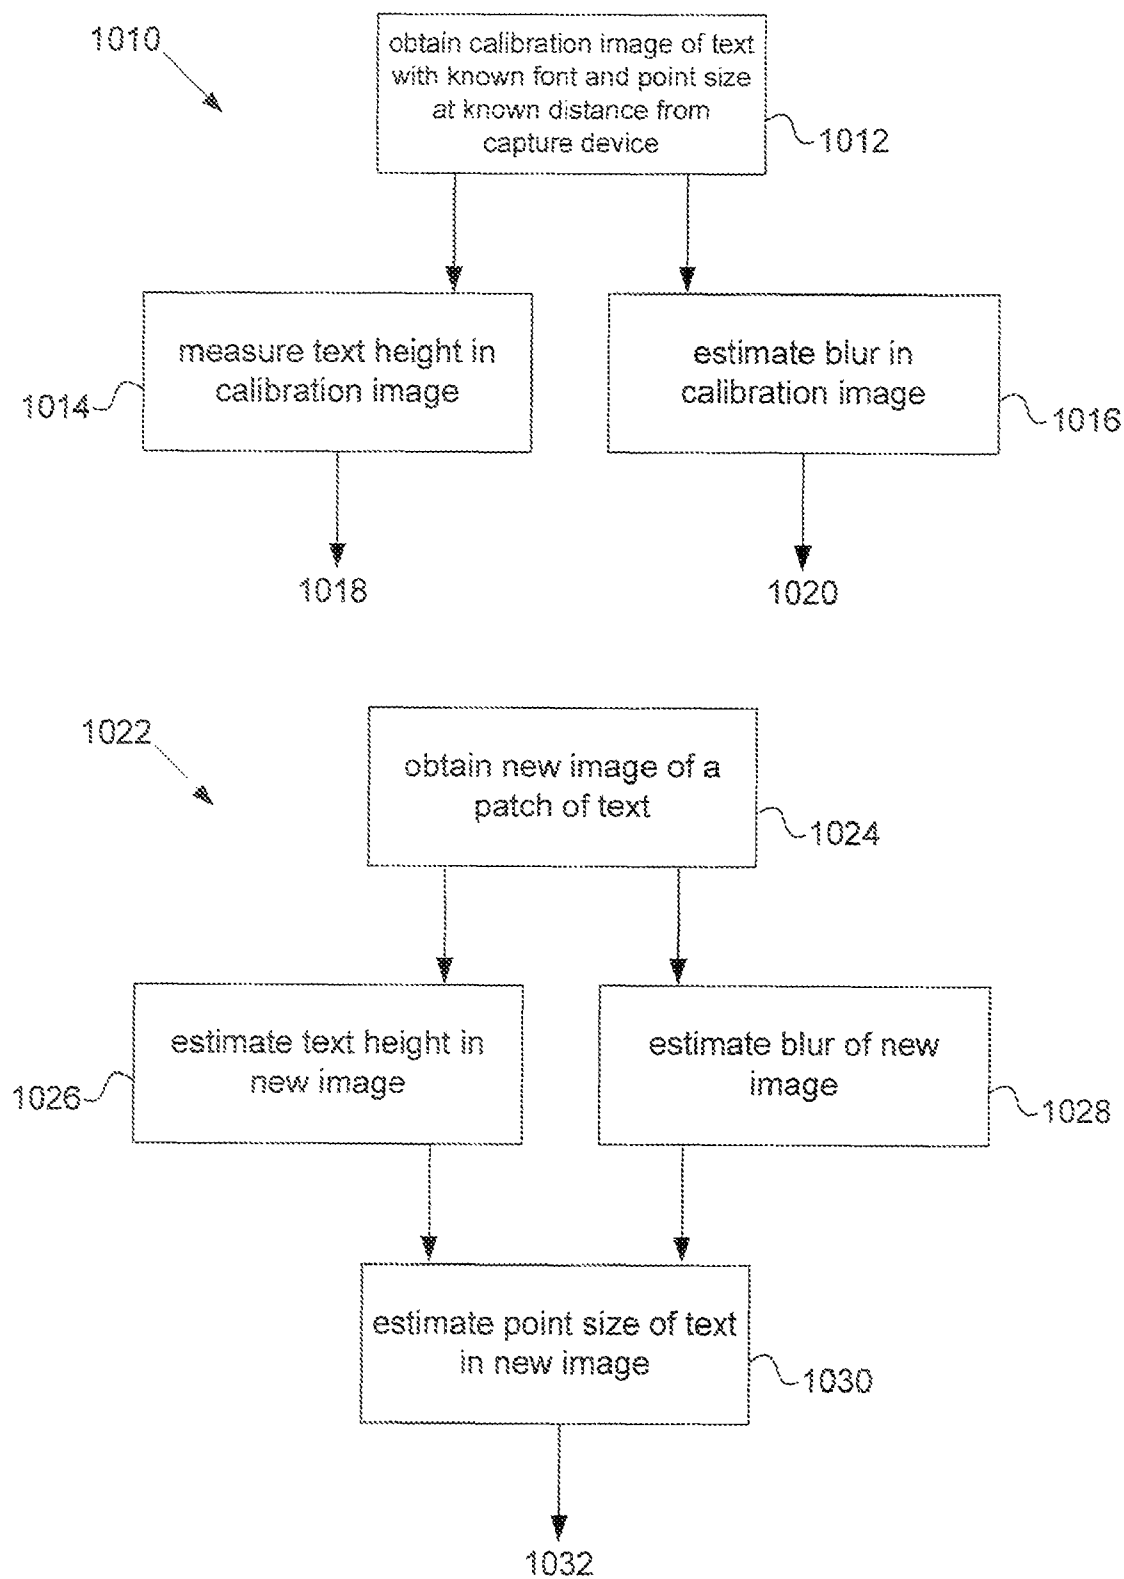 1010
obtain calibration image of text
with known font and point size
at known distance from
capture device
1012
measure text height in
calibration image
1014
estimate blur in
calibration image
1016
1018
1020
1022
obtain new image of a
patch of text
1024
estimate text height in
new image
1026
estimate blur of new
image
1028
estimate point size of text
in new image
1030
1032